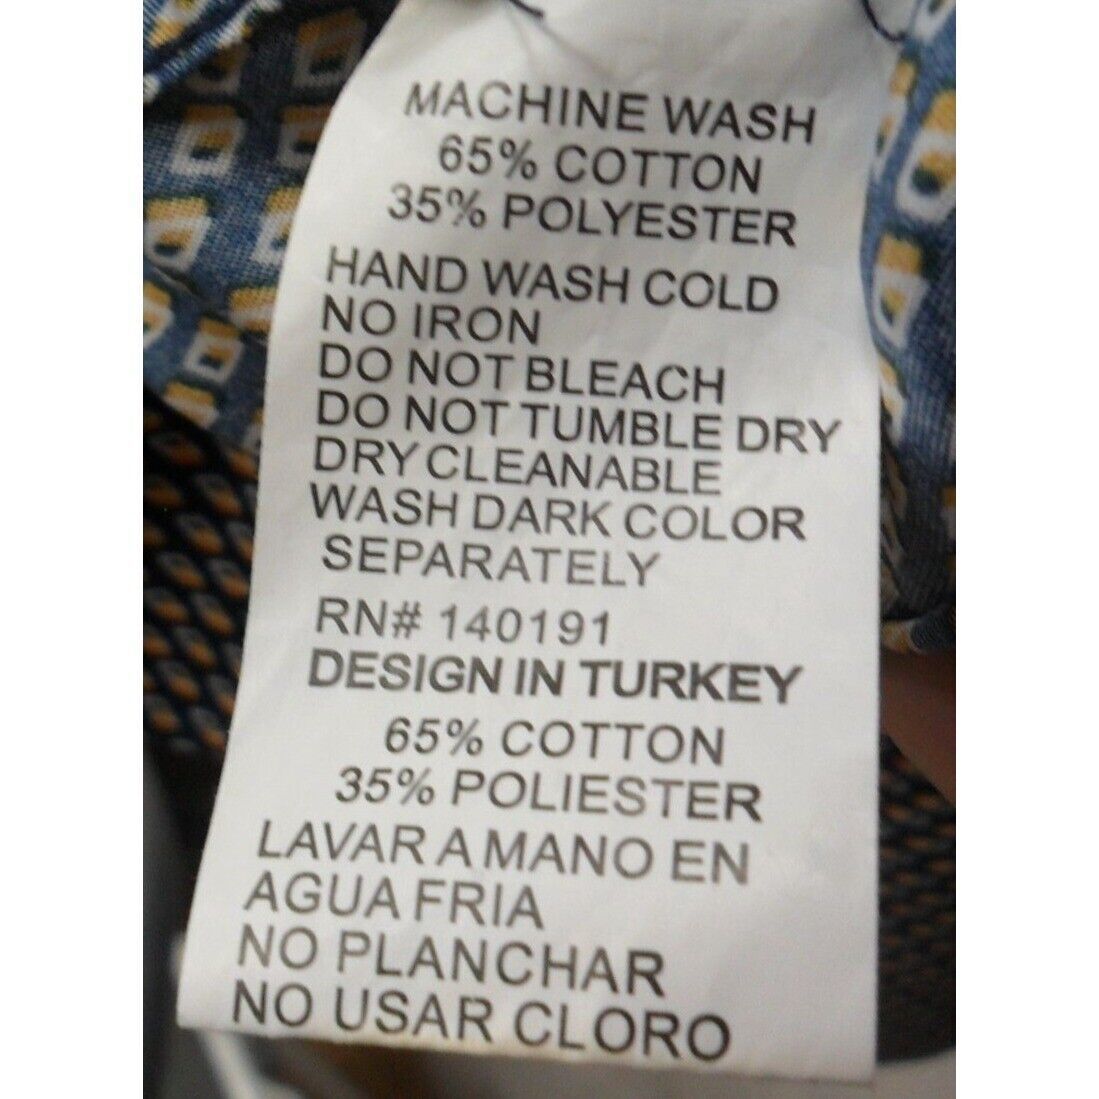 MACHINE WASH
65% COTTON
35% POLYESTER
HAND WASH COLD
NO IRON
DO NOT BLEACH
DO NOT TUMBLE DRY
DRY CLEANABLE
WASH DARK COLOR
SEPARATELY
RN# 140191
DESIGN IN TURKEY
65% COTTON
35% POLIESTER
LAVAR A MANO EN
AGUA FRIA
NO PLANCHAR
NO USAR CLORO